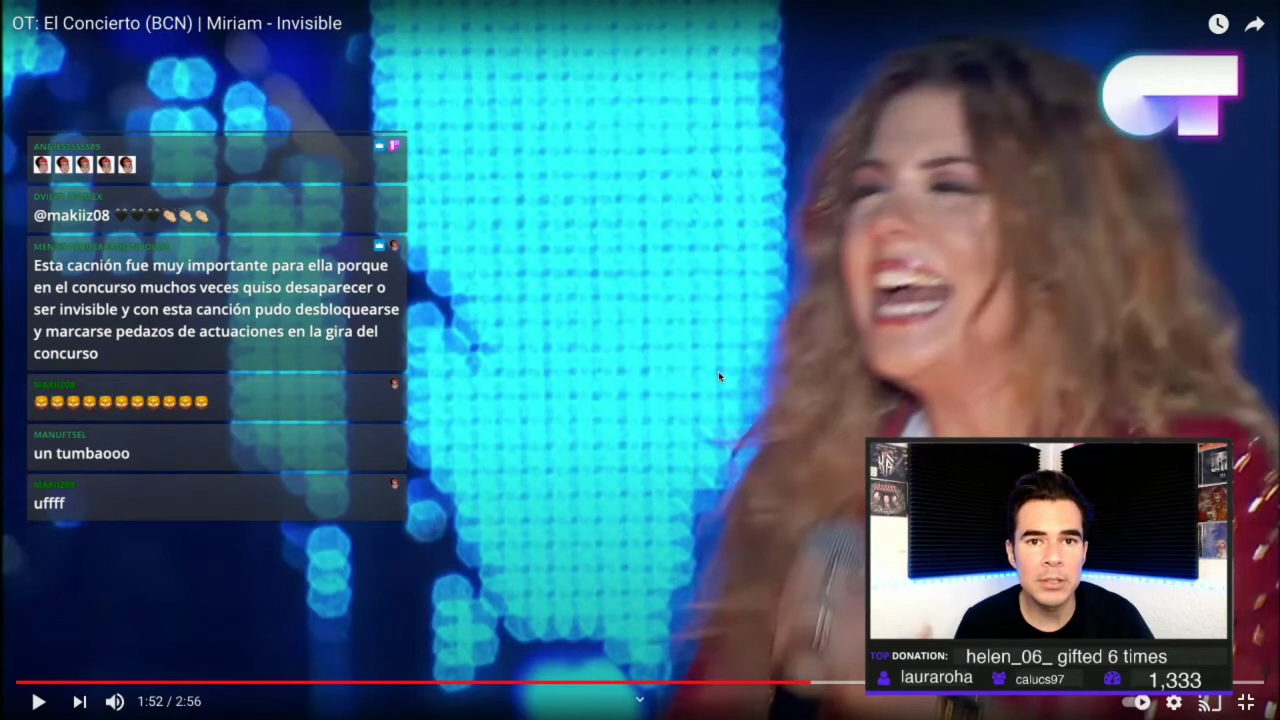 OT: El Concierto (BCN) | Miriam - Invisible
@makiiz08
Esta cacnión fue muy importante para ella porque
en el concurso muchos veces quiso desaparecer o
ser invisible y con esta canción pudo desbloquearse
y marcarse pedazos de actuaciones en la gira del
concurso
MAKIIZ08
MANUFTSEL
un tumbaooo
MAKIIZ08
uffff
TOP DONATION: helen_06_ gifted 6 times
lauraroha calucs97 1,333
1:52 / 2:56